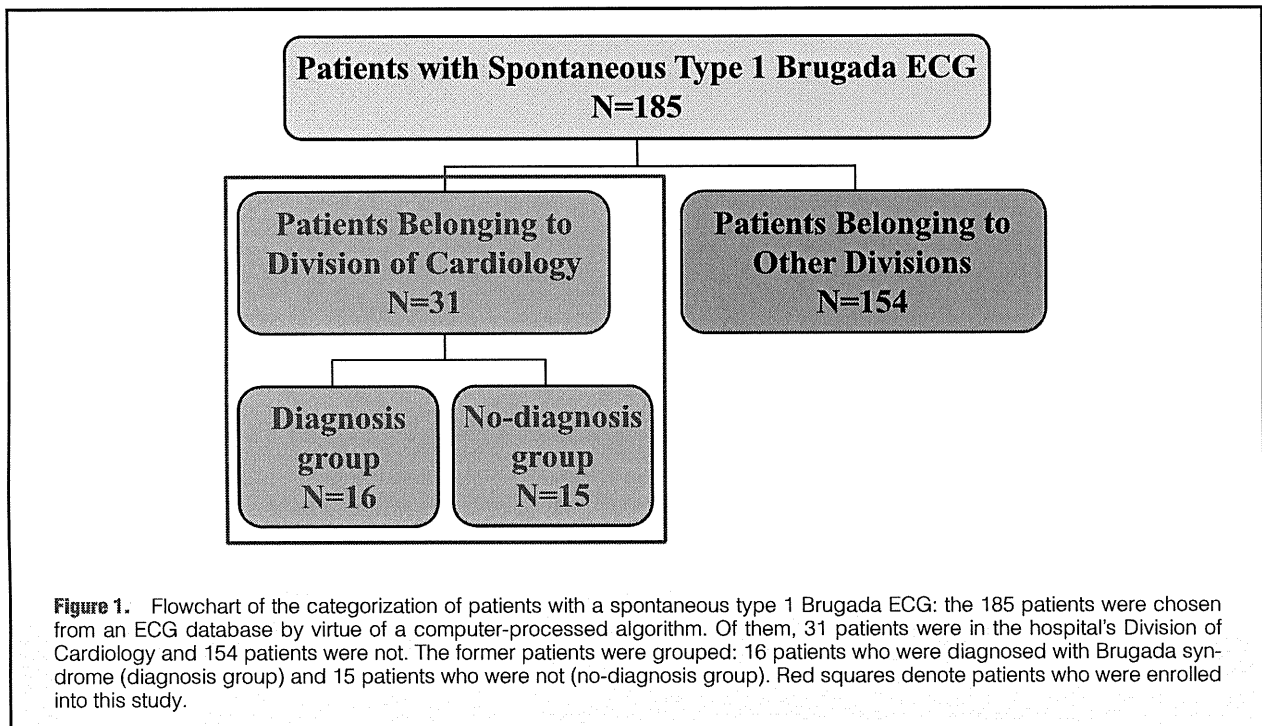 Patients with Spontaneous Type 1 Brugada ECG
N=185
Patients Belonging to
Division of Cardiology
N=31
Patients Belonging to
Other Divisions
N=154
Diagnosis
group
N=16
No-diagnosis
group
N=15
Figure 1. Flowchart of the categorization of patients with a spontaneous type 1 Brugada ECG: the 185 patients were chosen
from an ECG database by virtue of a computer-processed algorithm. Of them, 31 patients were in the hospital's Division of
Cardiology and 154 patients were not. The former patients were grouped: 16 patients who were diagnosed with Brugada syn-
drome (diagnosis group) and 15 patients who were not (no-diagnosis group). Red squares denote patients who were enrolled
into this study.